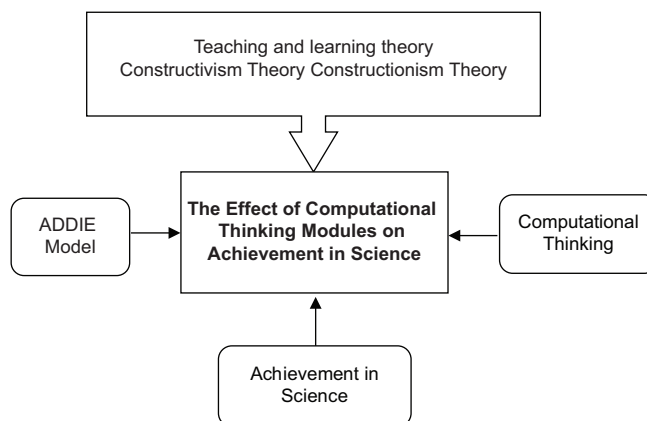 Teaching and learning theory
Constructivism Theory Constructionism Theory
The Effect of Computational
Thinking Modules on
Achievement in Science
ADDIE
Model
Computational
Thinking
Achievement in
Science